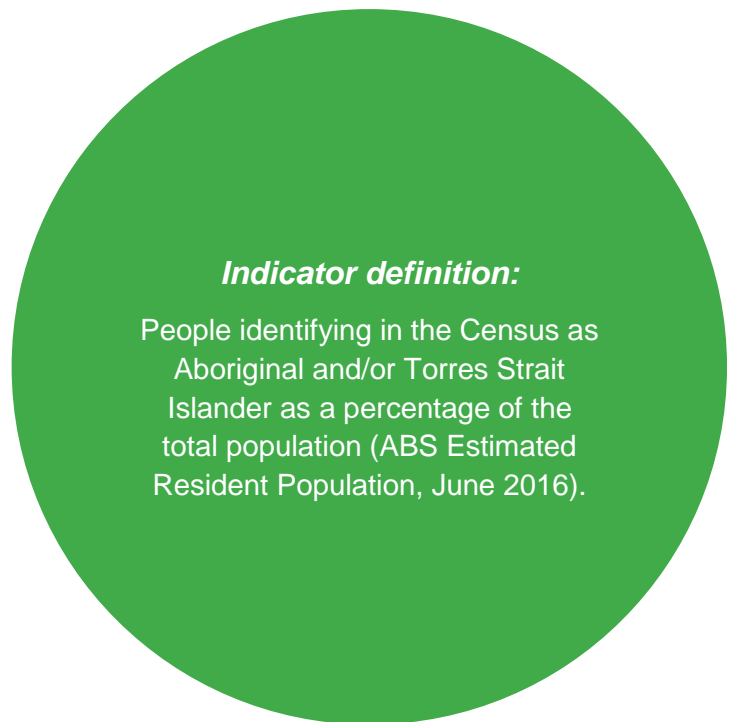 Indicator definition:
People identifying in the Census as
Aboriginal and/or Torres Strait
Islander as a percentage of the
total population (ABS Estimated
Resident Population, June 2016).